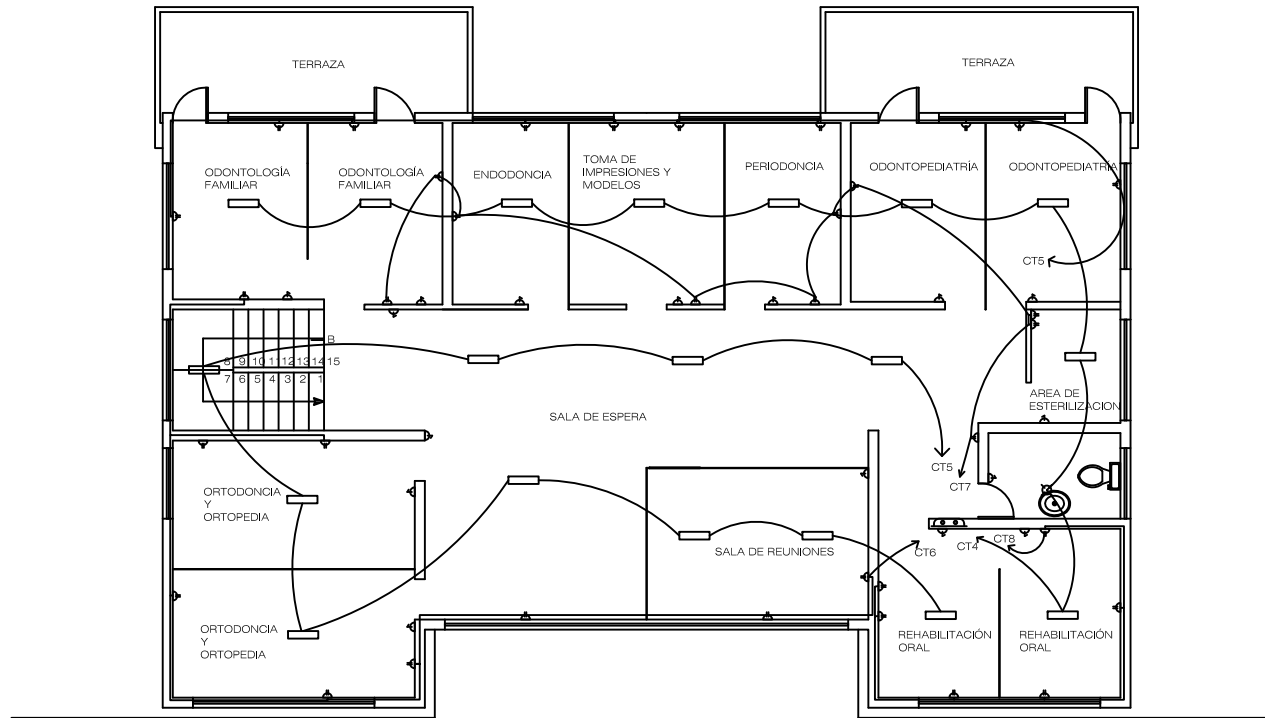 TERRAZA
TERRAZA
ODONTOLOGÍA
FAMILIAR
ODONTOLOGÍA
FAMILIAR
ENDODONCIA
TOMA DE
IMPRESIONES Y
MODELOS
PERIODONCIA
ODONTOPEDIATRÍA
ODONTOPEDIATRÍA
CT5
B
8 9 10 11 12 13 14 15
7 6 5 4 3 2 1
AREA DE
ESTERILIZACION
SALA DE ESPERA
CT5
CT7
ORTODONCIA
Y
ORTOPEDIA
SALA DE REUNIONES
CT6
CT4
CT8
ORTODONCIA
Y
ORTOPEDIA
REHABILITACIÓN
ORAL
REHABILITACIÓN
ORAL